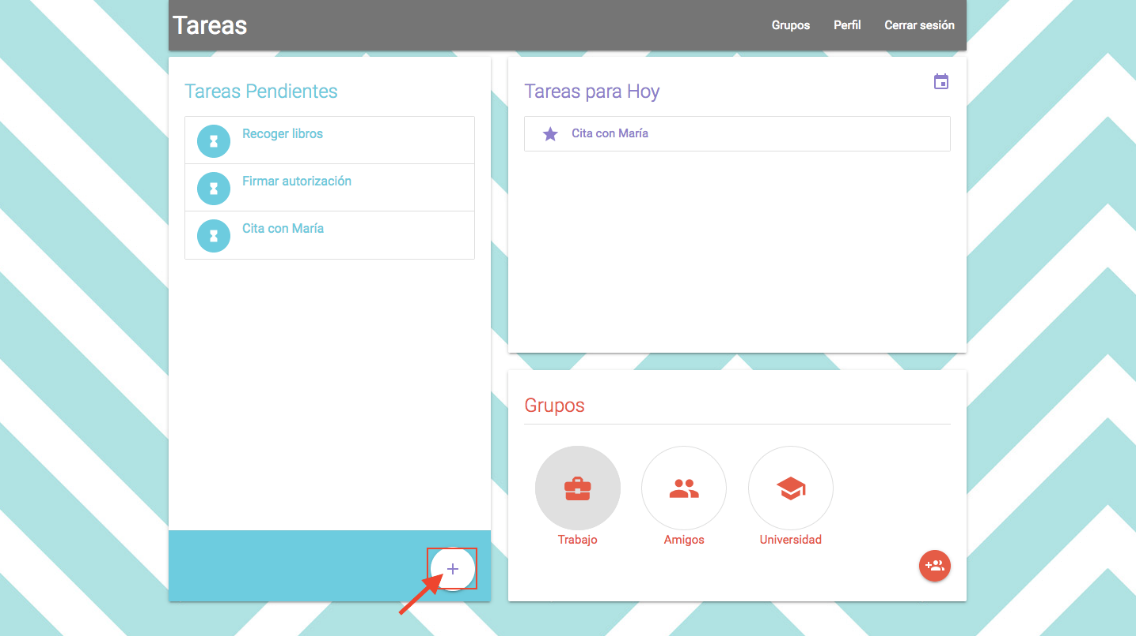 Tareas
Grupos Perfil Cerrar sesión
Tareas Pendientes
Recoger libros
Firmar autorización
Cita con María
Tareas para Hoy
Cita con María
Grupos
Trabajo Amigos Universidad